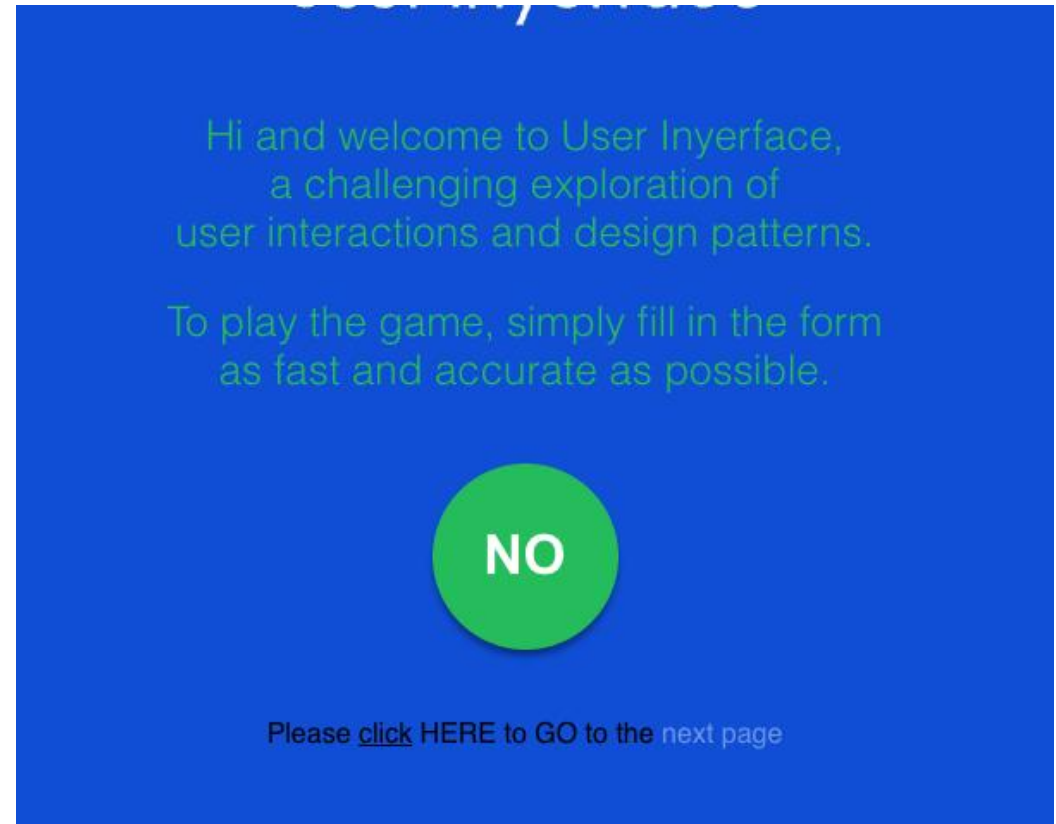 User Inyerface
Hi and welcome to User Inyerface,
a challenging exploration of
user interactions and design patterns.
To play the game, simply fill in the form
as fast and accurate as possible.
NO
Please click HERE to GO to the next page